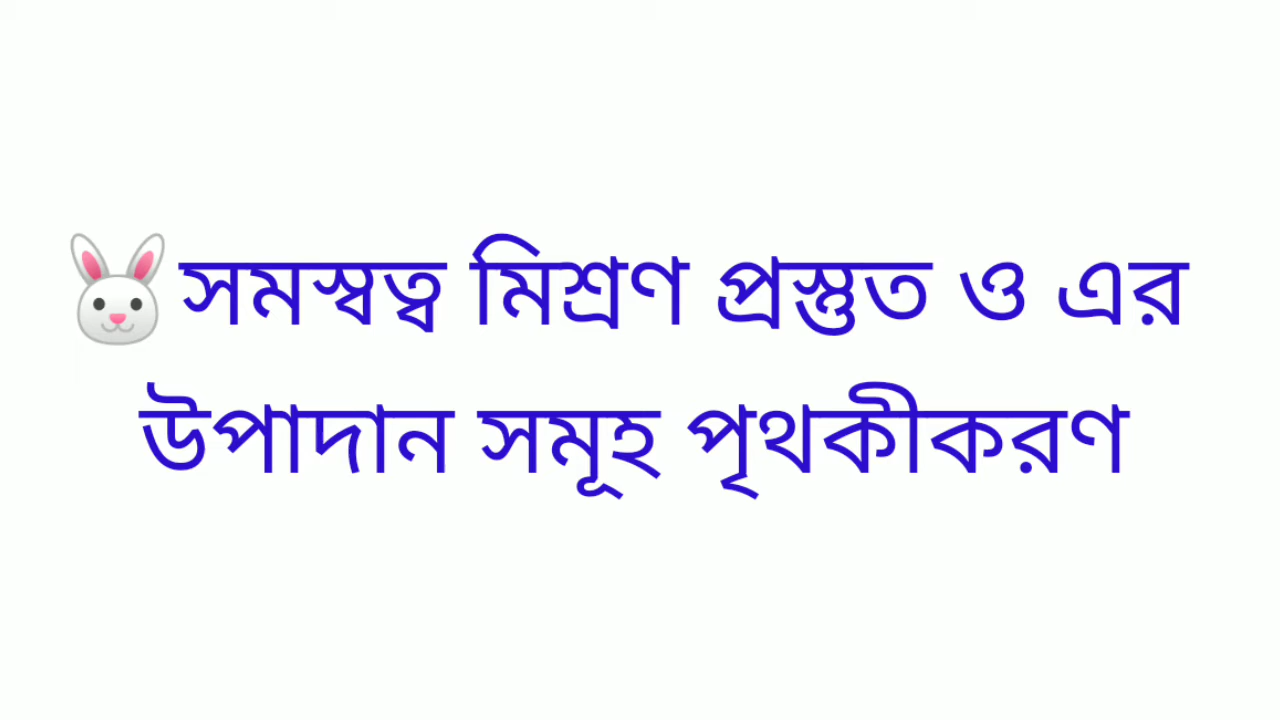 🐰সমস্বত্ব মিশ্রণ প্রস্তুত ও এর
উপাদান সমূহ পৃথকীকরণ